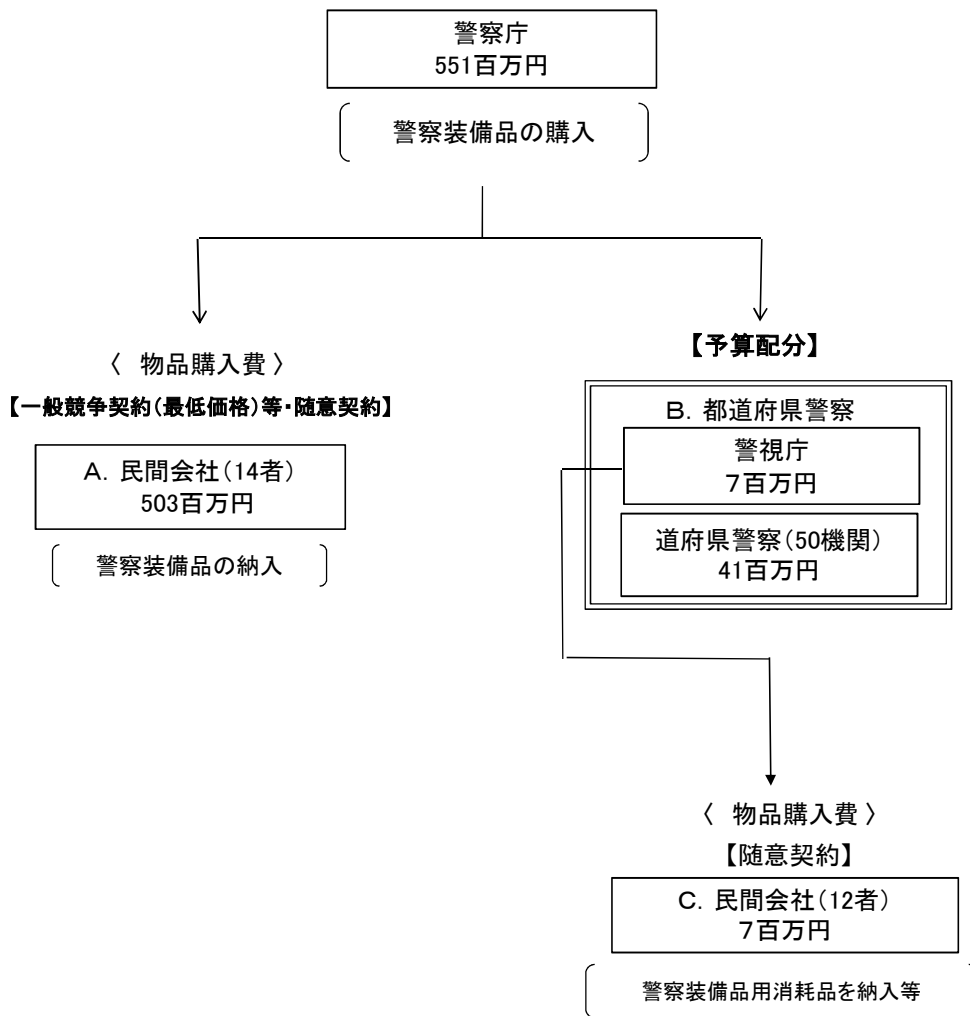 警察庁
551百万円
警察装備品の購入
〈 物品購入費 〉
【一般競争契約(最低価格)等・随意契約】
A. 民間会社(14者)
503百万円
警察装備品の納入
【予算配分】
B. 都道府県警察
警視庁
7百万円
道府県警察(50機関)
41百万円
〈 物品購入費 〉
【随意契約】
C. 民間会社(12者)
7百万円
警察装備品用消耗品を納入等